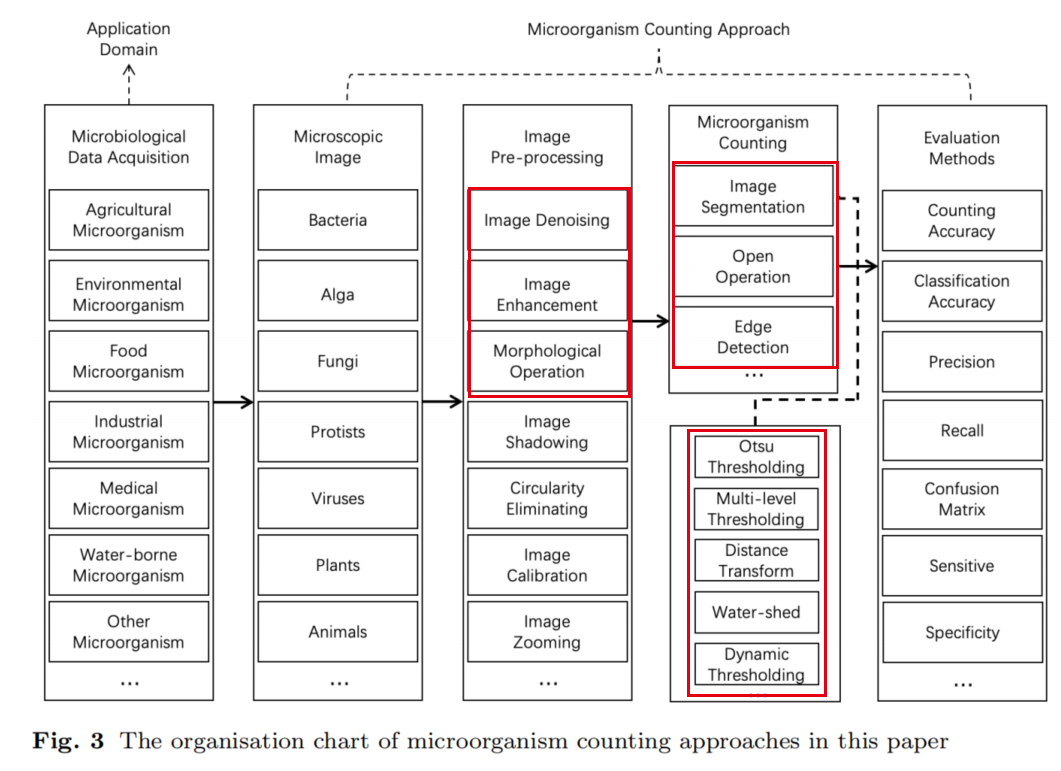 Application
Domain
Microorganism Counting Approach
Microbiological
Data Acquisition
Agricultural
Microorganism
Environmental
Microorganism
Food
Microorganism
Industrial
Microorganism
Medical
Microorganism
Water-borne
Microorganism
Other
Microorganism
...
Microscopic
Image
Bacteria
Alga
Fungi
Protists
Viruses
Plants
Animals
...
Image
Pre-processing
Image Denoising
Image
Enhancement
Morphological
Operation
Image
Shadowing
Circularity
Eliminating
Image
Calibration
Image
Zooming
...
Microorganism
Counting
Image
Segmentation
Open
Operation
Edge
Detection
...
Otsu
Thresholding
Multi-level
Thresholding
Distance
Transform
Water-shed
Dynamic
Thresholding
...
Evaluation
Methods
Counting
Accuracy
Classification
Accuracy
Precision
Recall
Confusion
Matrix
Sensitive
Specificity
...
Fig. 3 The organisation chart of microorganism counting approaches in this paper